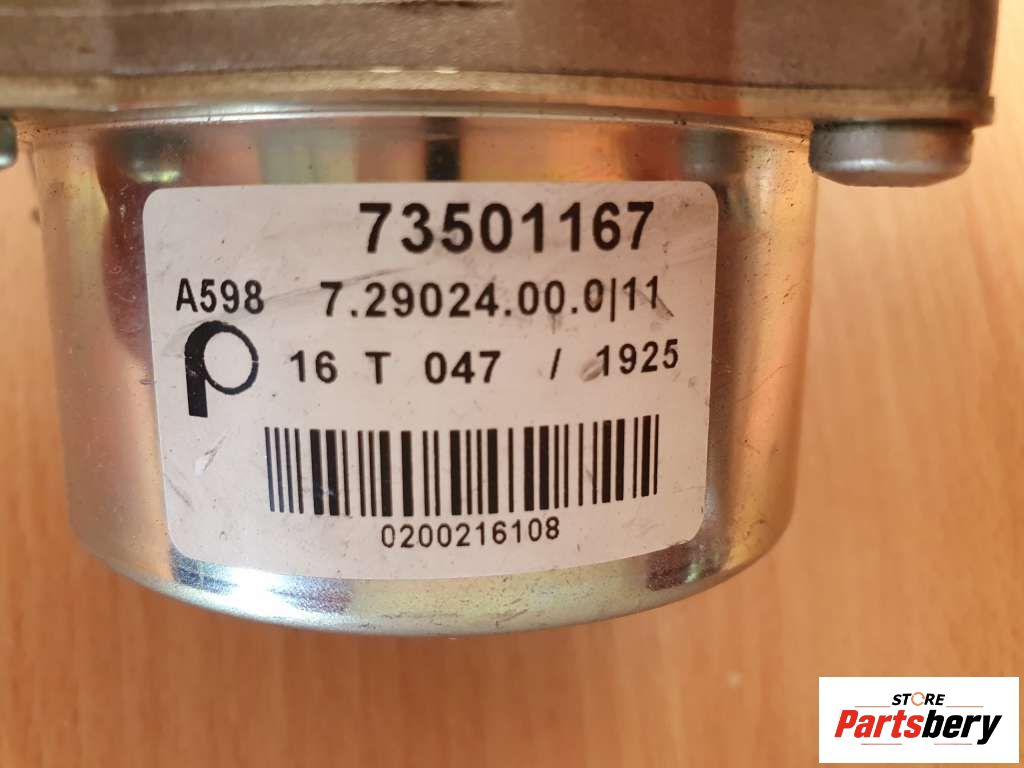 73501167
A598 7.29024.00.0|11
16 T 047 / 1925
0200216108
STORE
Partsbery